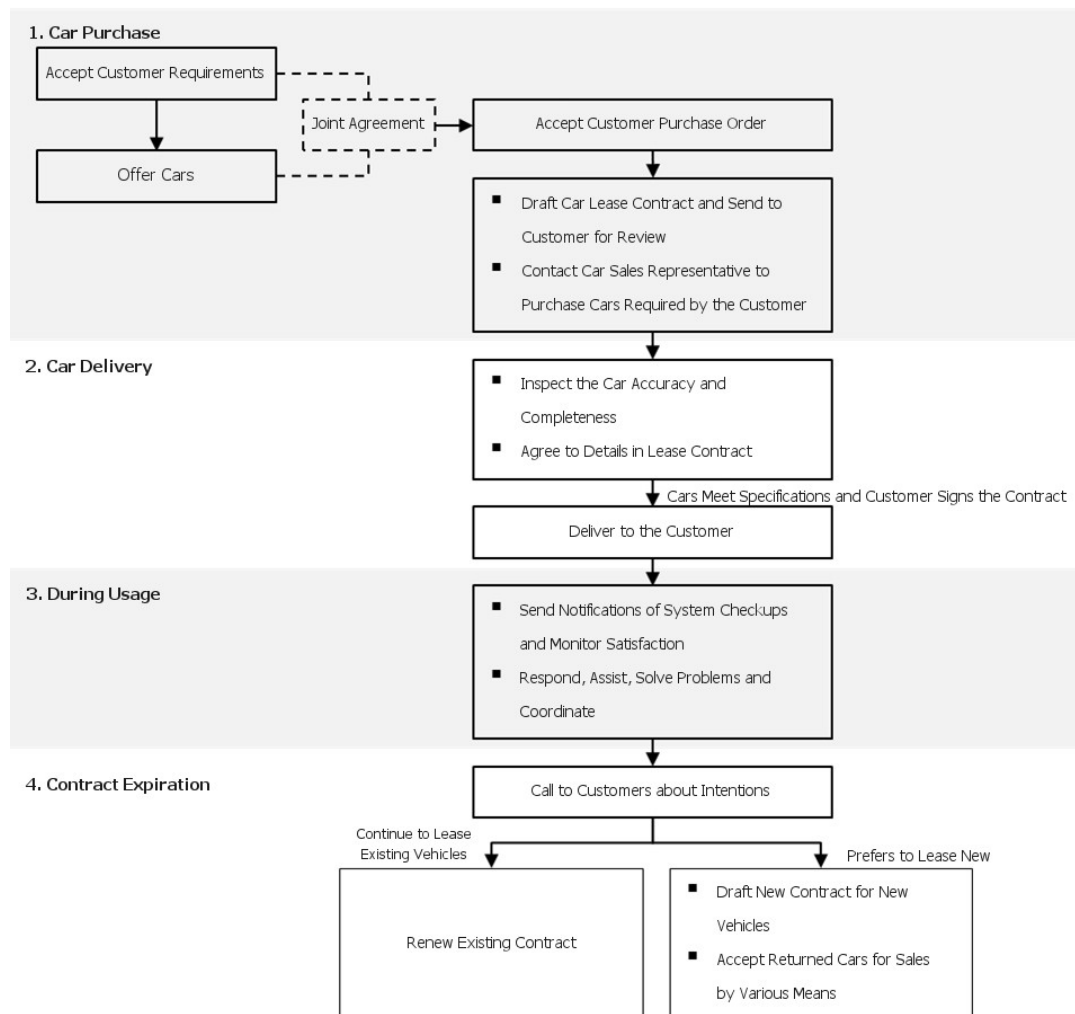 1. Car Purchase
Accept Customer Requirements
Joint Agreement
Accept Customer Purchase Order
Offer Cars
▪ Draft Car Lease Contract and Send to
Customer for Review
▪ Contact Car Sales Representative to
Purchase Cars Required by the Customer
2. Car Delivery
▪ Inspect the Car Accuracy and
Completeness
▪ Agree to Details in Lease Contract
Cars Meet Specifications and Customer Signs the Contract
Deliver to the Customer
3. During Usage
▪ Send Notifications of System Checkups
and Monitor Satisfaction
▪ Respond, Assist, Solve Problems and
Coordinate
4. Contract Expiration
Call to Customers about Intentions
Continue to Lease
Existing Vehicles
Prefers to Lease New
Renew Existing Contract
▪ Draft New Contract for New
Vehicles
▪ Accept Returned Cars for Sales
by Various Means